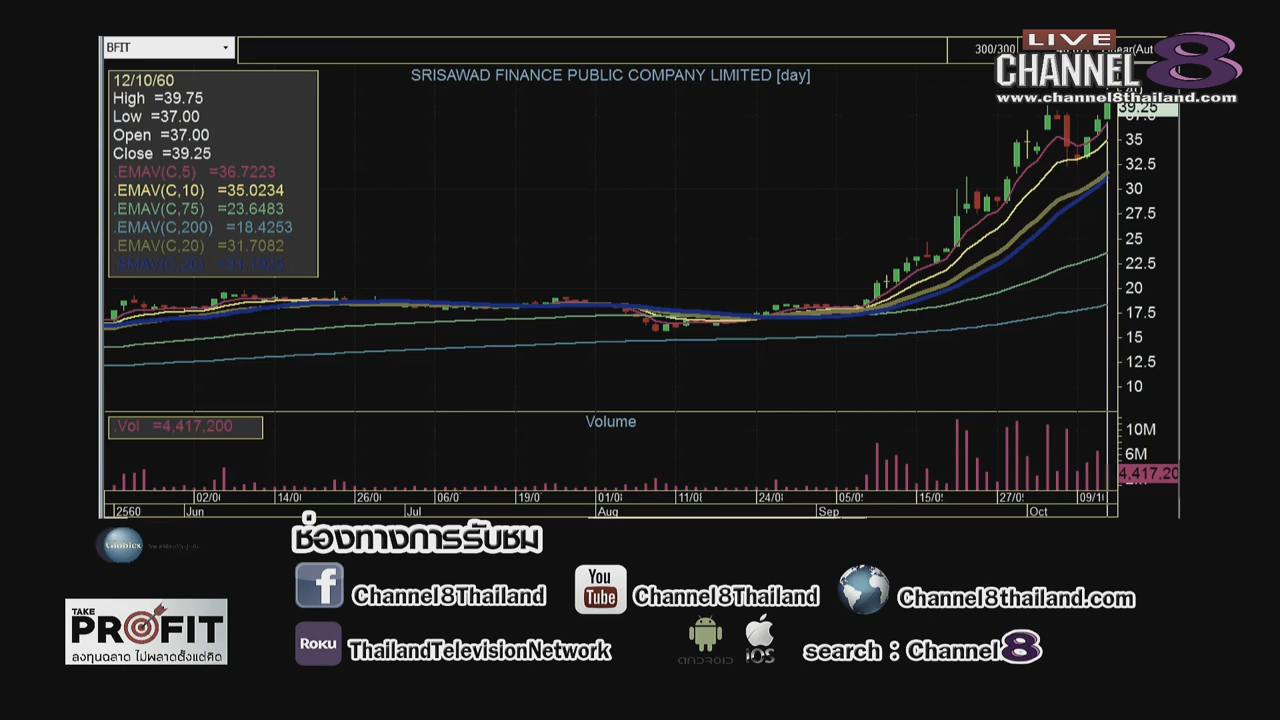 BFIT
300/300
LIVE
CHANNEL 8
www.channel8thailand.com
SRISAWAD FINANCE PUBLIC COMPANY LIMITED [day]
12/10/60
High =39.75
Low =37.00
Open =37.00
Close =39.25
.EMAV(C,5) =36.7223
.EMAV(C,10) =35.0234
.EMAV(C,75) =23.6483
.EMAV(C,200) =18.4253
.EMAV(C,20) =31.7082
39.25
37.5
35
32.5
30
27.5
25
22.5
20
17.5
15
12.5
10
.Vol =4,417,200
Volume
10M
6M
4,417,20
02/0 14/0 26/0 06/ 19/ 01/0 11/0 24/0 05/0 15/0 27/0 09/1
2560 Jun Jul Aug Sep Oct
ช่องทางการรับชม
Globlex
f Channel8Thailand You Tube Channel8Thailand Channel8thailand.com
TAKE
PROFIT
ลงทุนฉลาด ไม่พลาดตั้งแต่คิด
Roku ThailandTelevisionNetwork ANDROID iOS search : Channel8